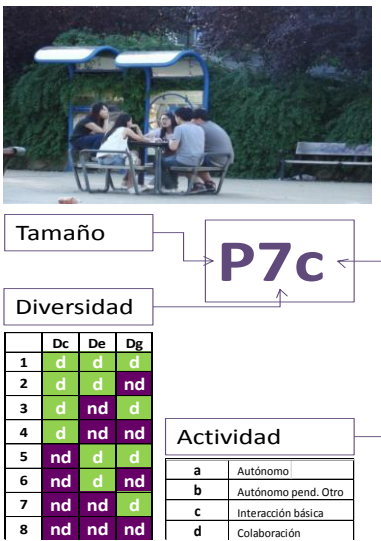 Tamaño
P7c
Diversidad
Dc De Dg
1 d d d
2 d d nd
3 d nd d
4 d nd nd
5 nd d d
6 nd d nd
7 nd nd d
8 nd nd nd
Actividad
a Autónomo
b Autónomo pend. Otro
c Interacción básica
d Colaboración